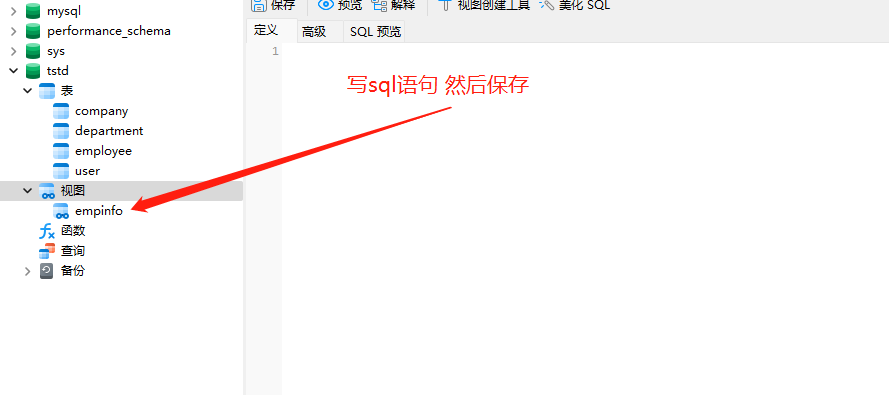 mysql
performance_schema
sys
tstd
表
company
department
employee
user
视图
empinfo
函数
查询
备份
保存 预览 解释 视图创建工具 美化 SQL
定义 高级 SQL 预览
1
写sql语句 然后保存